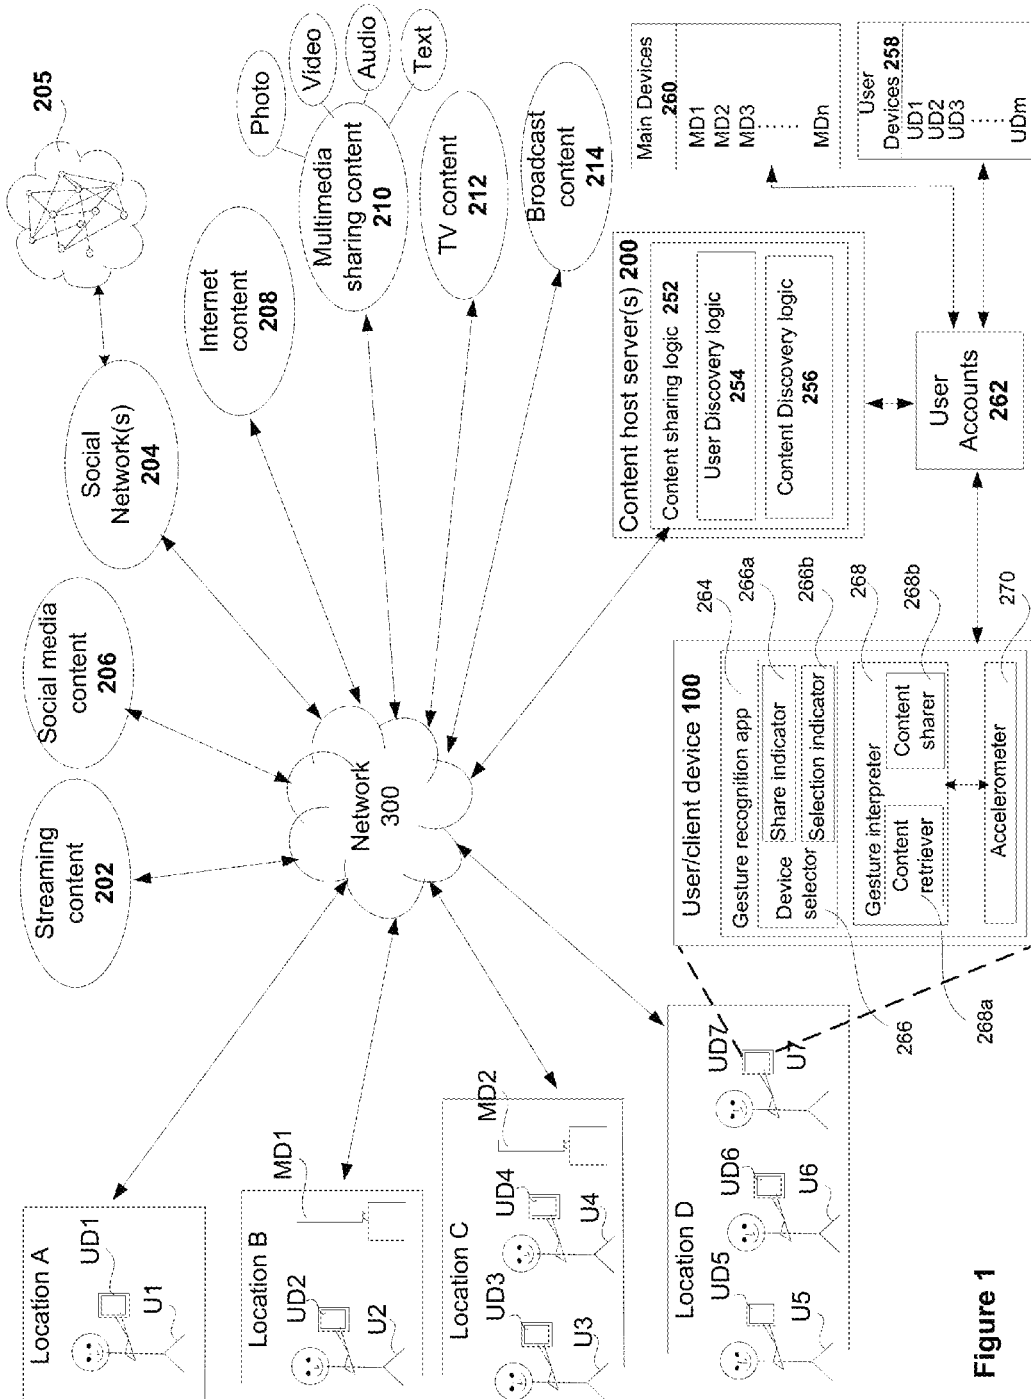 Location A
UD1
U1
Location B
UD2
MD1
U2
Location C
UD3
UD4
MD2
U3
U4
Location D
UD5
UD6
UD7
U5
U6
U7
Streaming
content
202
Social media
content
206
Social
Network(s)
204
205
Internet
content
208
Multimedia
sharing content
210
Photo
Video
Audio
Text
TV content
212
Broadcast
content
214
Network
300
Content host server(s) 200
Content sharing logic 252
User Discovery logic
254
Content Discovery logic
256
Main Devices
260
MD1
MD2
MD3
MDn
User
Devices 258
UD1
UD2
UD3
UDm
User
Accounts
262
User/client device 100
Gesture recognition app
Device
selector
Share indicator
Selection indicator
Gesture interpreter
Content
retriever
Content
sharer
Accelerometer
264
266a
266b
268
268b
270
266
268a
Figure 1